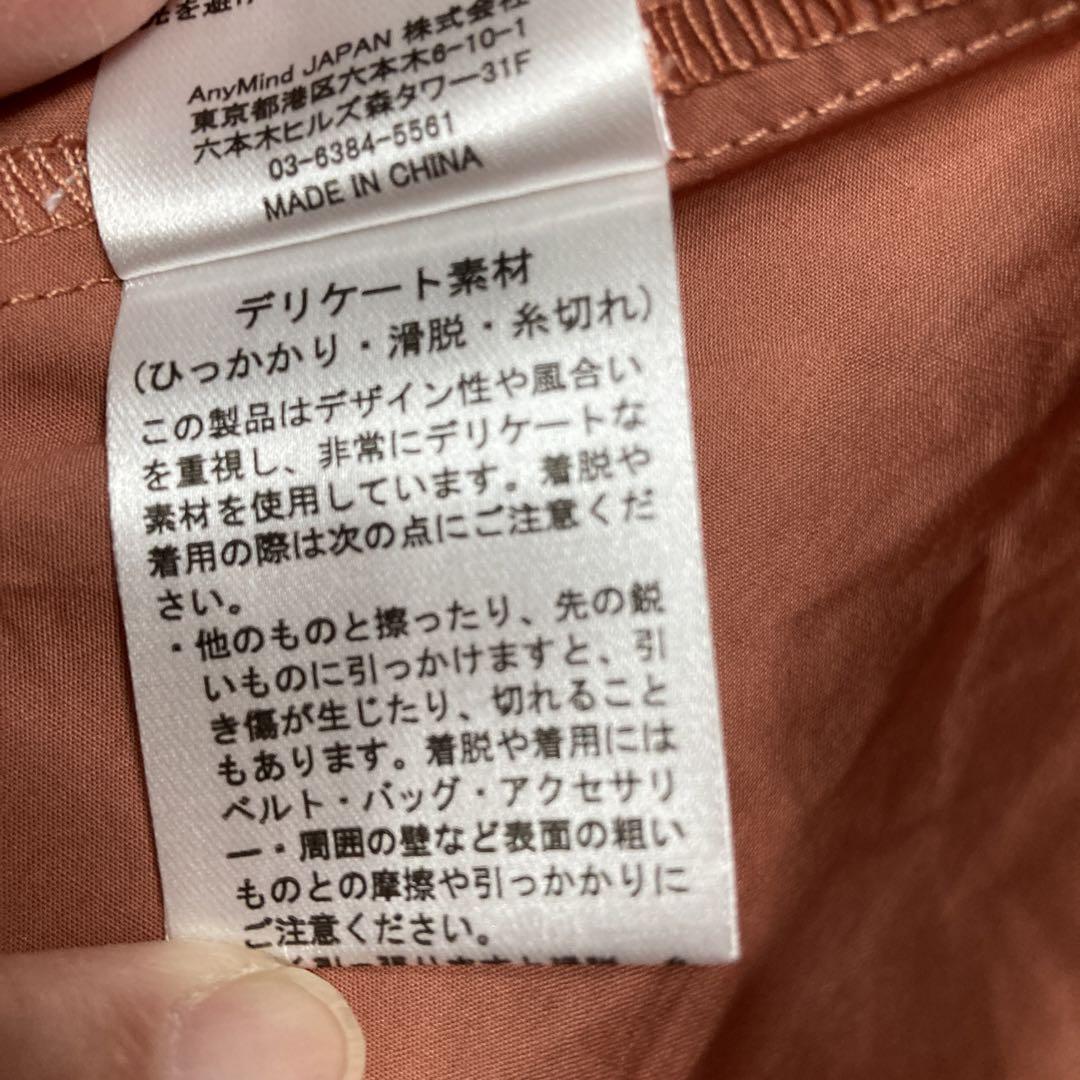 を避け
AnyMind JAPAN 株式会社
東京都港区六本木6-10-1
六本木ヒルズ森タワー31F
03-6384-5561
MADE IN CHINA
デリケート素材
(ひっかかり・滑脱・糸切れ)
この製品はデザイン性や風合い
を重視し、非常にデリケートな
素材を使用しています。着脱や
着用の際は次の点にご注意くだ
さい。
・他のものと擦ったり、先の鋭
いものに引っかけますと、引
き傷が生じたり、切れること
もあります。着脱や着用には
ベルト・バッグ・アクセサリ
ー・周囲の壁など表面の粗い
ものとの摩擦や引っかかりに
ご注意ください。